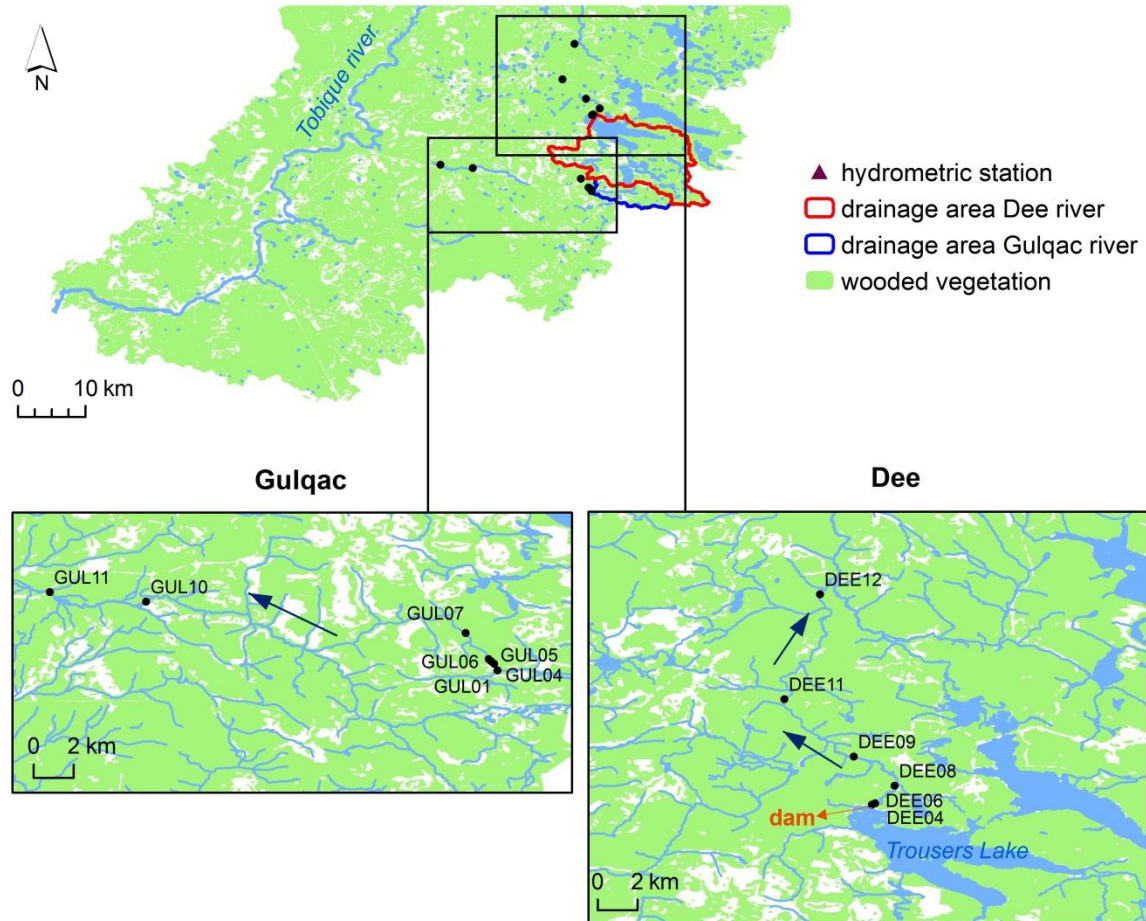 N
Tobique river
hydrometric station
drainage area Dee river
drainage area Gulqac river
wooded vegetation
0 10 km
Gulqac
Dee
GUL11
GUL10
GUL07
GUL06
GUL05
GUL01
GUL04
0 2 km
DEE12
DEE11
DEE09
DEE08
DEE06
DEE04
dam
Trousers Lake
0 2 km